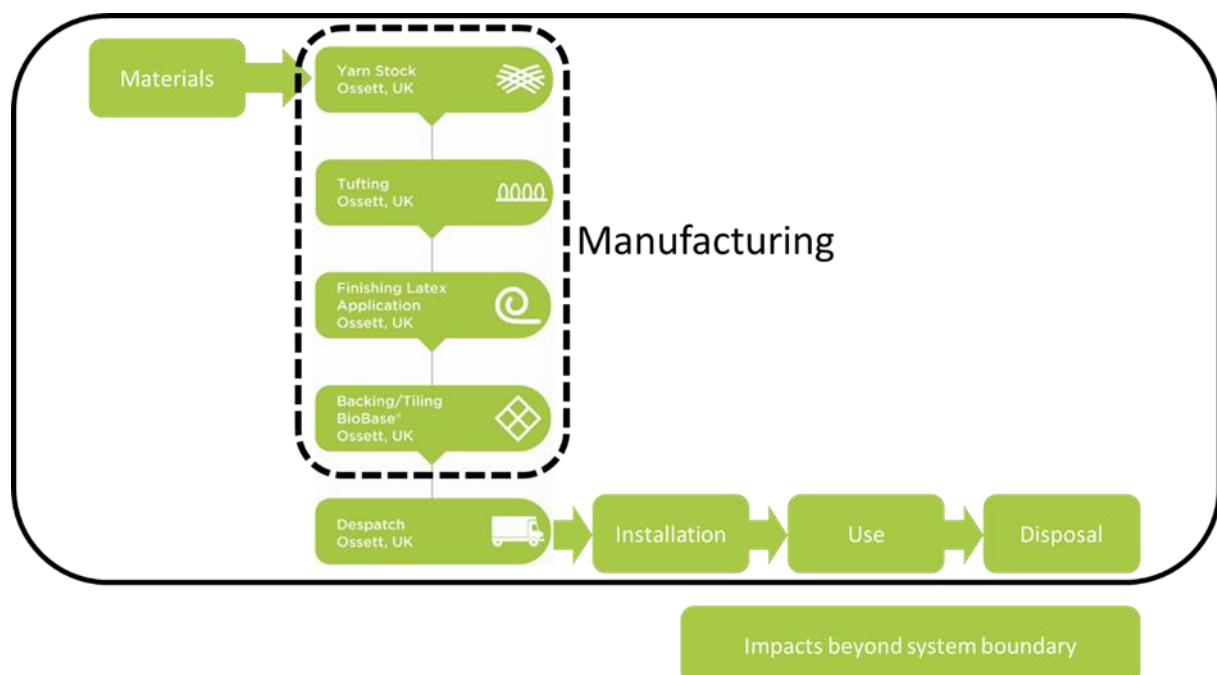 Materials
Yarn Stock
Ossett, UK
Tufting
Ossett, UK
Manufacturing
Finishing Latex
Application
Ossett, UK
Backing/Tiling
BioBase®
Ossett, UK
Despatch
Ossett, UK
Installation
Use
Disposal
Impacts beyond system boundary